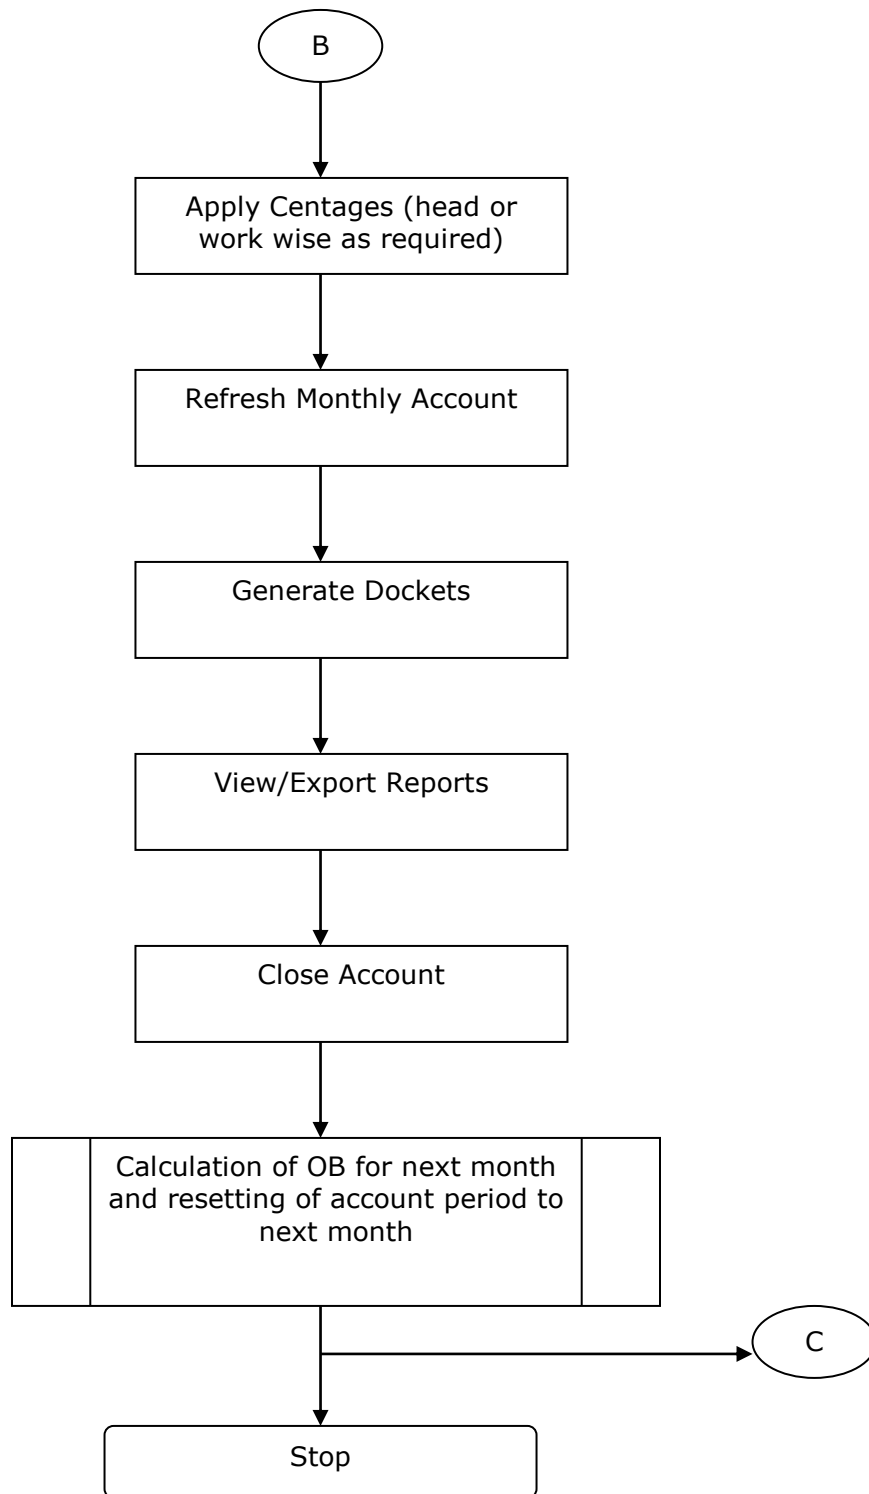 B
Apply Centages (head or
work wise as required)
Refresh Monthly Account
Generate Dockets
View/Export Reports
Close Account
Calculation of OB for next month
and resetting of account period to
next month
C
Stop